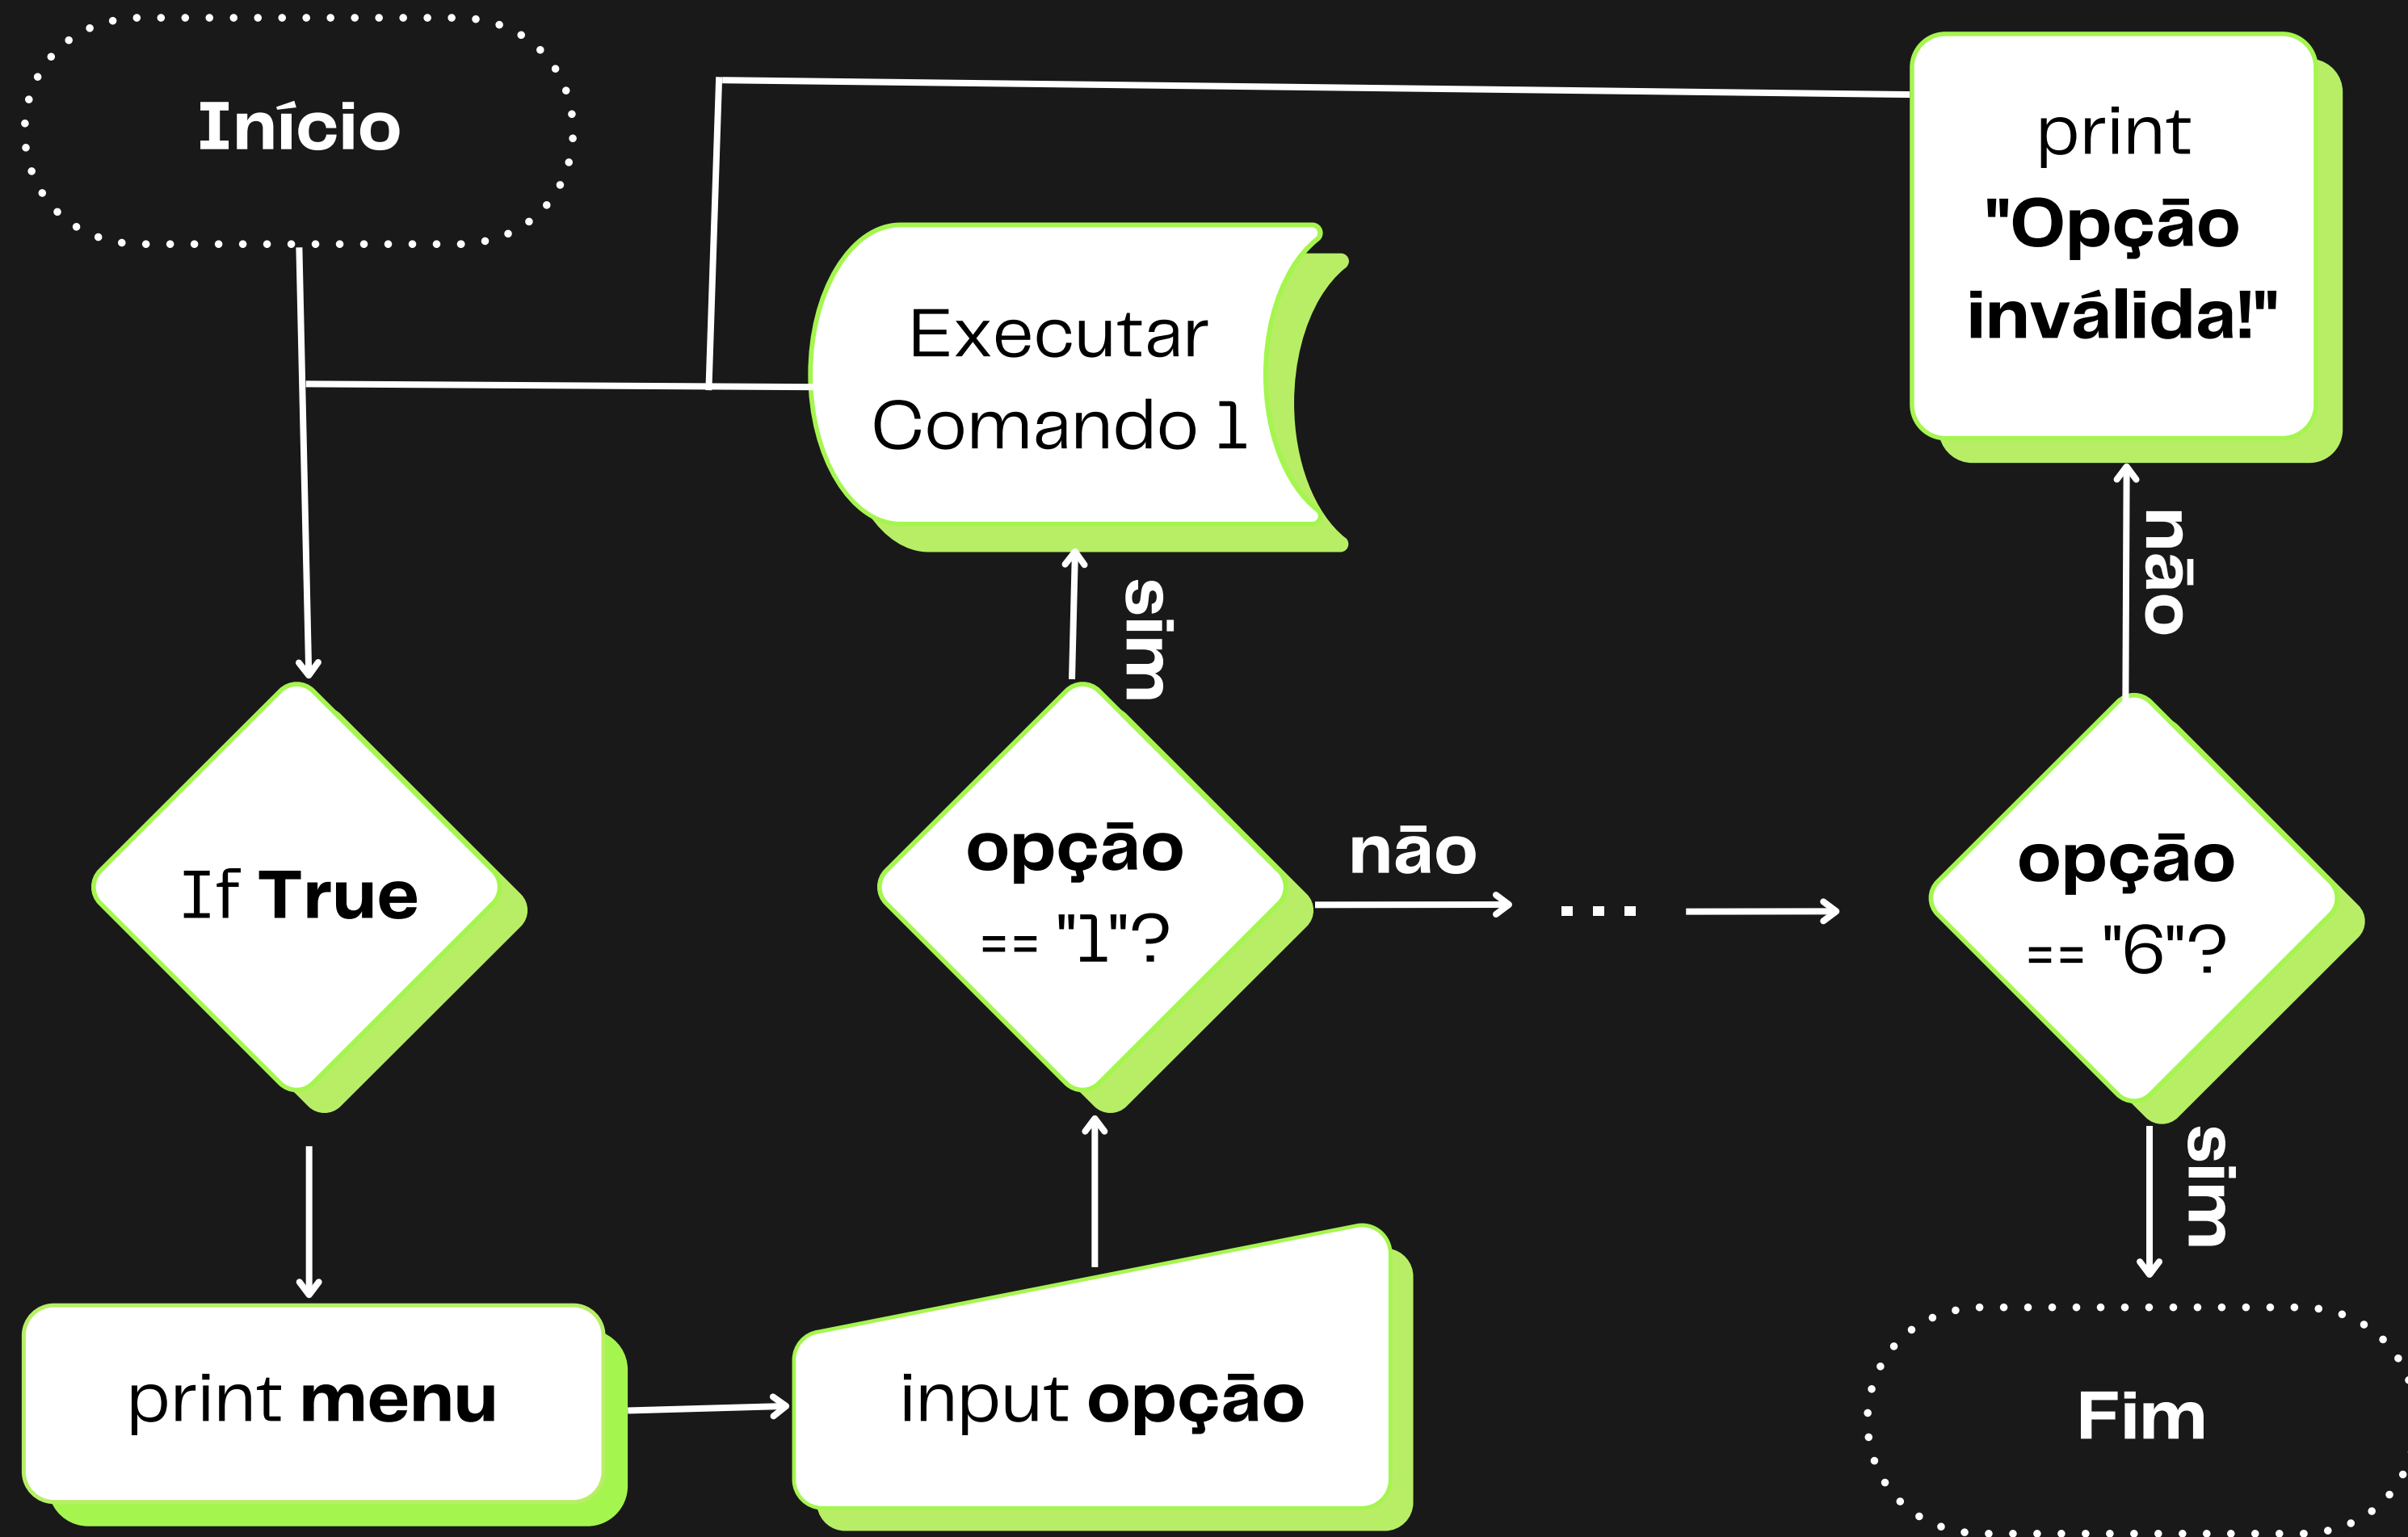 Início
print
"Opção
inválida!"
Executar
Comando 1
sim
não
If True
opção
== "1"?
não
...
opção
== "6"?
sim
print menu
input opção
Fim